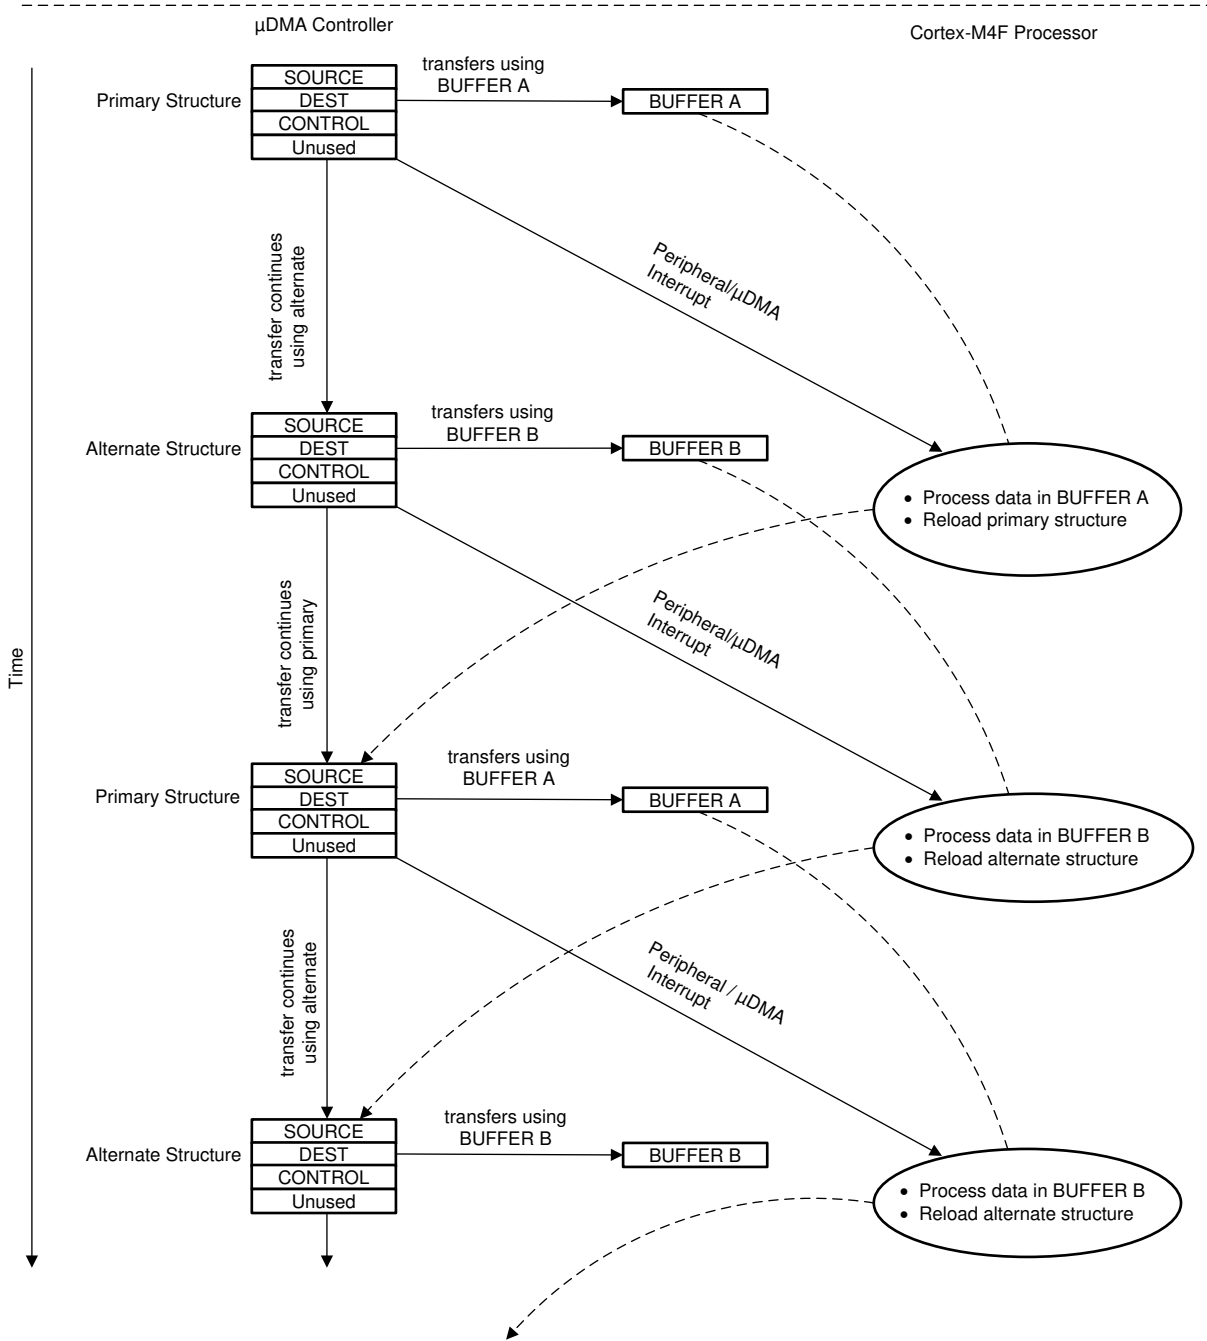 µDMA Controller
Cortex-M4F Processor
transfers using
BUFFER A
SOURCE
Primary Structure
DEST
BUFFER A
CONTROL
Unused
transfer continues
using alternate
Peripheral/µDMA
Interrupt
transfers using
BUFFER B
SOURCE
Alternate Structure
DEST
BUFFER B
CONTROL
Unused
• Process data in BUFFER A
• Reload primary structure
transfer continues
using primary
Peripheral/µDMA
Interrupt
Time
transfers using
BUFFER A
SOURCE
Primary Structure
DEST
BUFFER A
CONTROL
Unused
• Process data in BUFFER B
• Reload alternate structure
transfer continues
using alternate
Peripheral / µDMA
Interrupt
transfers using
BUFFER B
SOURCE
Alternate Structure
DEST
BUFFER B
CONTROL
Unused
• Process data in BUFFER B
• Reload alternate structure